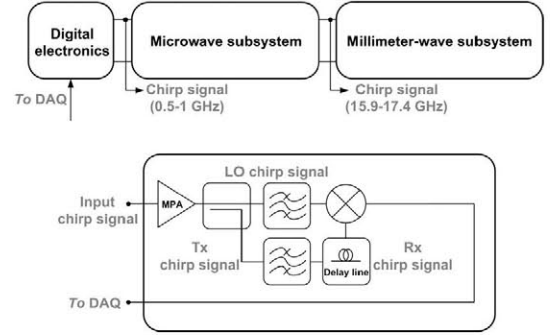 Digital
electronics
Microwave subsystem
Millimeter-wave subsystem
To DAQ
Chirp signal
(0.5-1 GHz)
Chirp signal
(15.9-17.4 GHz)
LO chirp signal
Input
chirp signal
MPA
Tx
chirp signal
Rx
chirp signal
Delay line
To DAQ